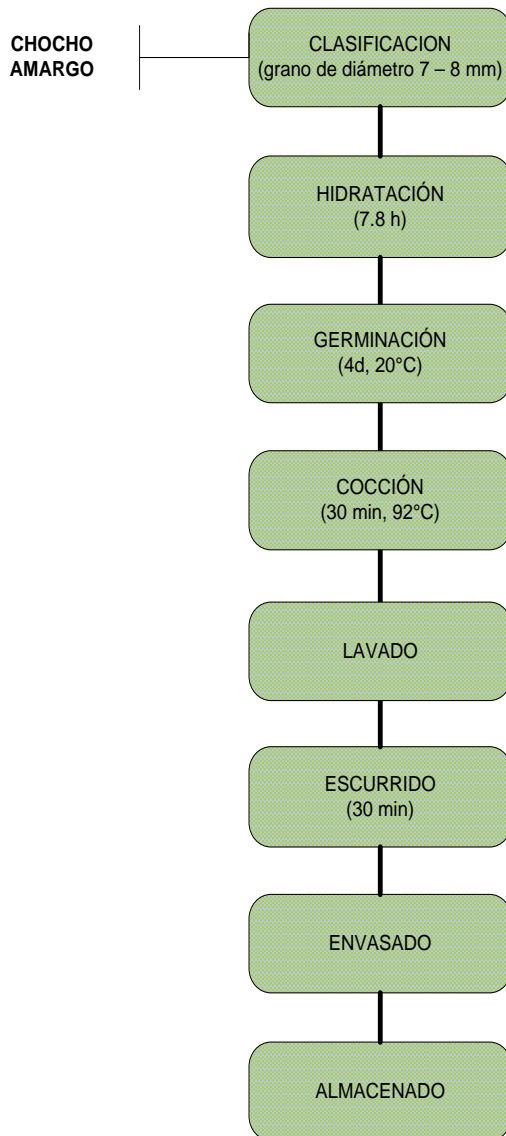 CHOCHO
AMARGO
CLASIFICACION
(grano de diámetro 7 – 8 mm)
HIDRATACIÓN
(7.8 h)
GERMINACIÓN
(4d, 20°C)
COCCIÓN
(30 min, 92°C)
LAVADO
ESCURRIDO
(30 min)
ENVASADO
ALMACENADO